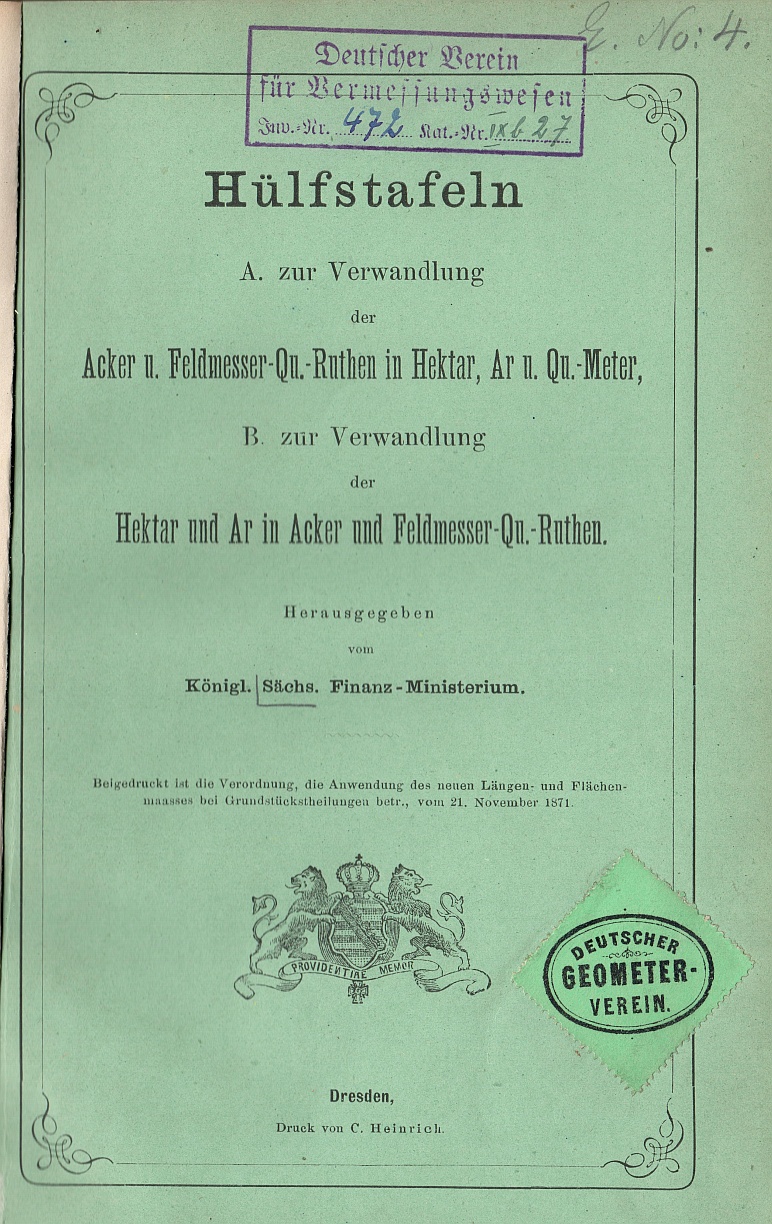 E. No: 4.
Deutscher Verein
für Vermessungswesen
Inv.-Nr. 472 Kat.-Nr. IX b 27
Hülfstafeln
A. zur Verwandlung
der
Acker u. Feldmesser-Qu.-Ruthen in Hektar, Ar u. Qu.-Meter,
B. zur Verwandlung
der
Hektar und Ar in Acker und Feldmesser-Qu.-Ruthen.
Herausgegeben
vom
Königl. Sächs. Finanz-Ministerium.
Beigedruckt ist die Verordnung, die Anwendung des neuen Längen- und Flächen-
maasses bei Grundstückstheilungen betr., vom 21. November 1871.
PROVIDENTIAE MEMOR
DEUTSCHER
GEOMETER-
VEREIN.
Dresden,
Druck von C. Heinrich.